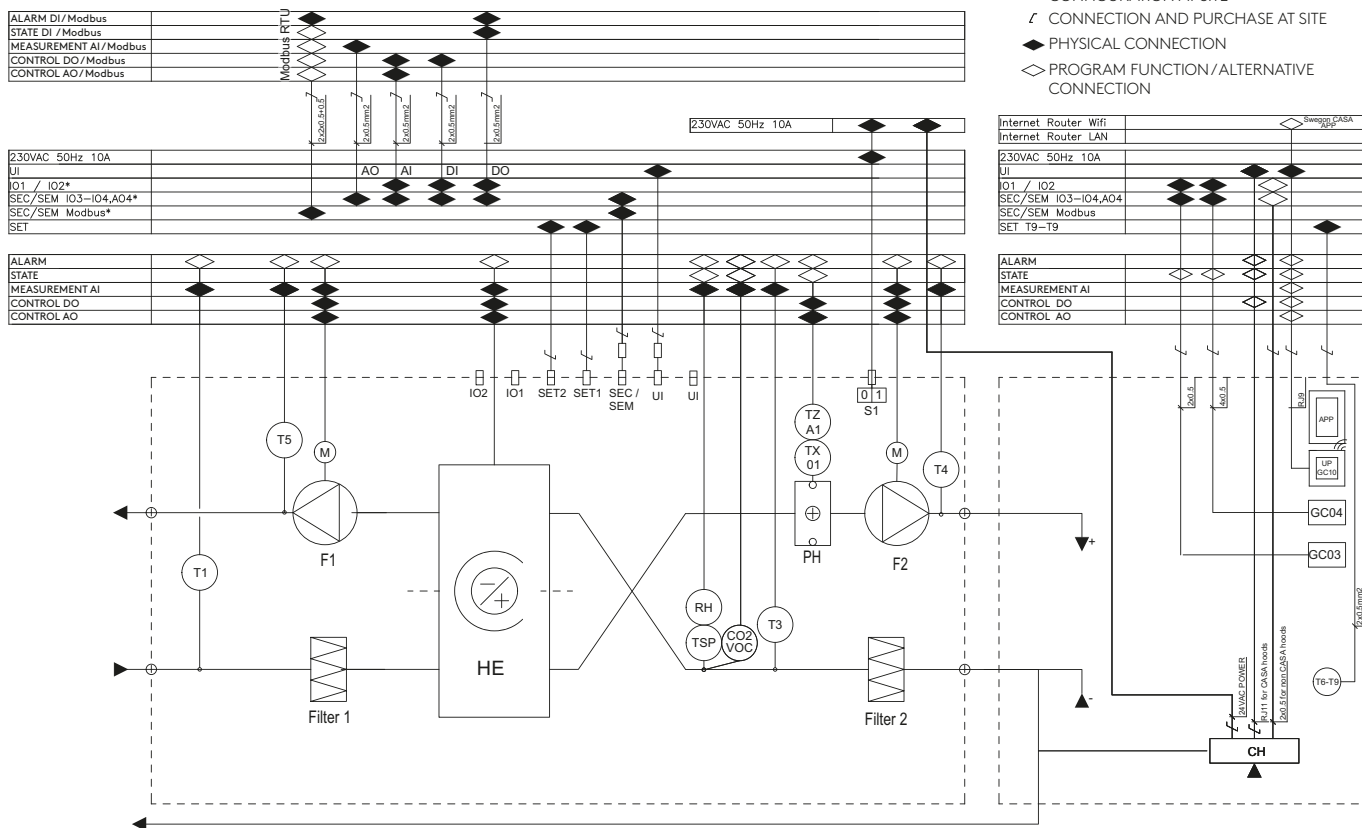 CONFIGURATION AT SITE
CONNECTION AND PURCHASE AT SITE
PHYSICAL CONNECTION
PROGRAM FUNCTION/ALTERNATIVE
CONNECTION
ALARM DI/Modbus
STATE DI /Modbus
MEASUREMENT AI/Modbus
CONTROL DO/Modbus
CONTROL AO/Modbus
Modbus RTU
2x2x0.5+0.5
2x0.5mm2
2x0.5mm2
2x0.5mm2
2x0.5mm2
230VAC 50Hz 10A
230VAC 50Hz 10A
UI
IO1 / IO2*
SEC/SEM IO3-IO4,AO4*
SEC/SEM Modbus*
SET
AO
AI
DI
DO
ALARM
STATE
MEASUREMENT AI
CONTROL DO
CONTROL AO
Internet Router Wifi
Internet Router LAN
Swegon CASA
APP
230VAC 50Hz 10A
UI
IO1 / IO2
SEC/SEM IO3-IO4,AO4
SEC/SEM Modbus
SET T9-T9
ALARM
STATE
MEASUREMENT AI
CONTROL DO
CONTROL AO
IO2
IO1
SET2
SET1
SEC /
SEM
UI
UI
0 1
S1
T5
M
TZ
A1
TX
01
M
T4
F1
T1
HE
PH
F2
RH
TSP
CO2
VOC
T3
Filter 1
Filter 2
2x0.5
4x0.5
RJ9
APP
UP
GC10
GC04
GC03
2x0.5mm2
T6-T9
24VAC POWER
RJ11 for CASA hoods
2x0.5 for non CASA hoods
CH
+
-